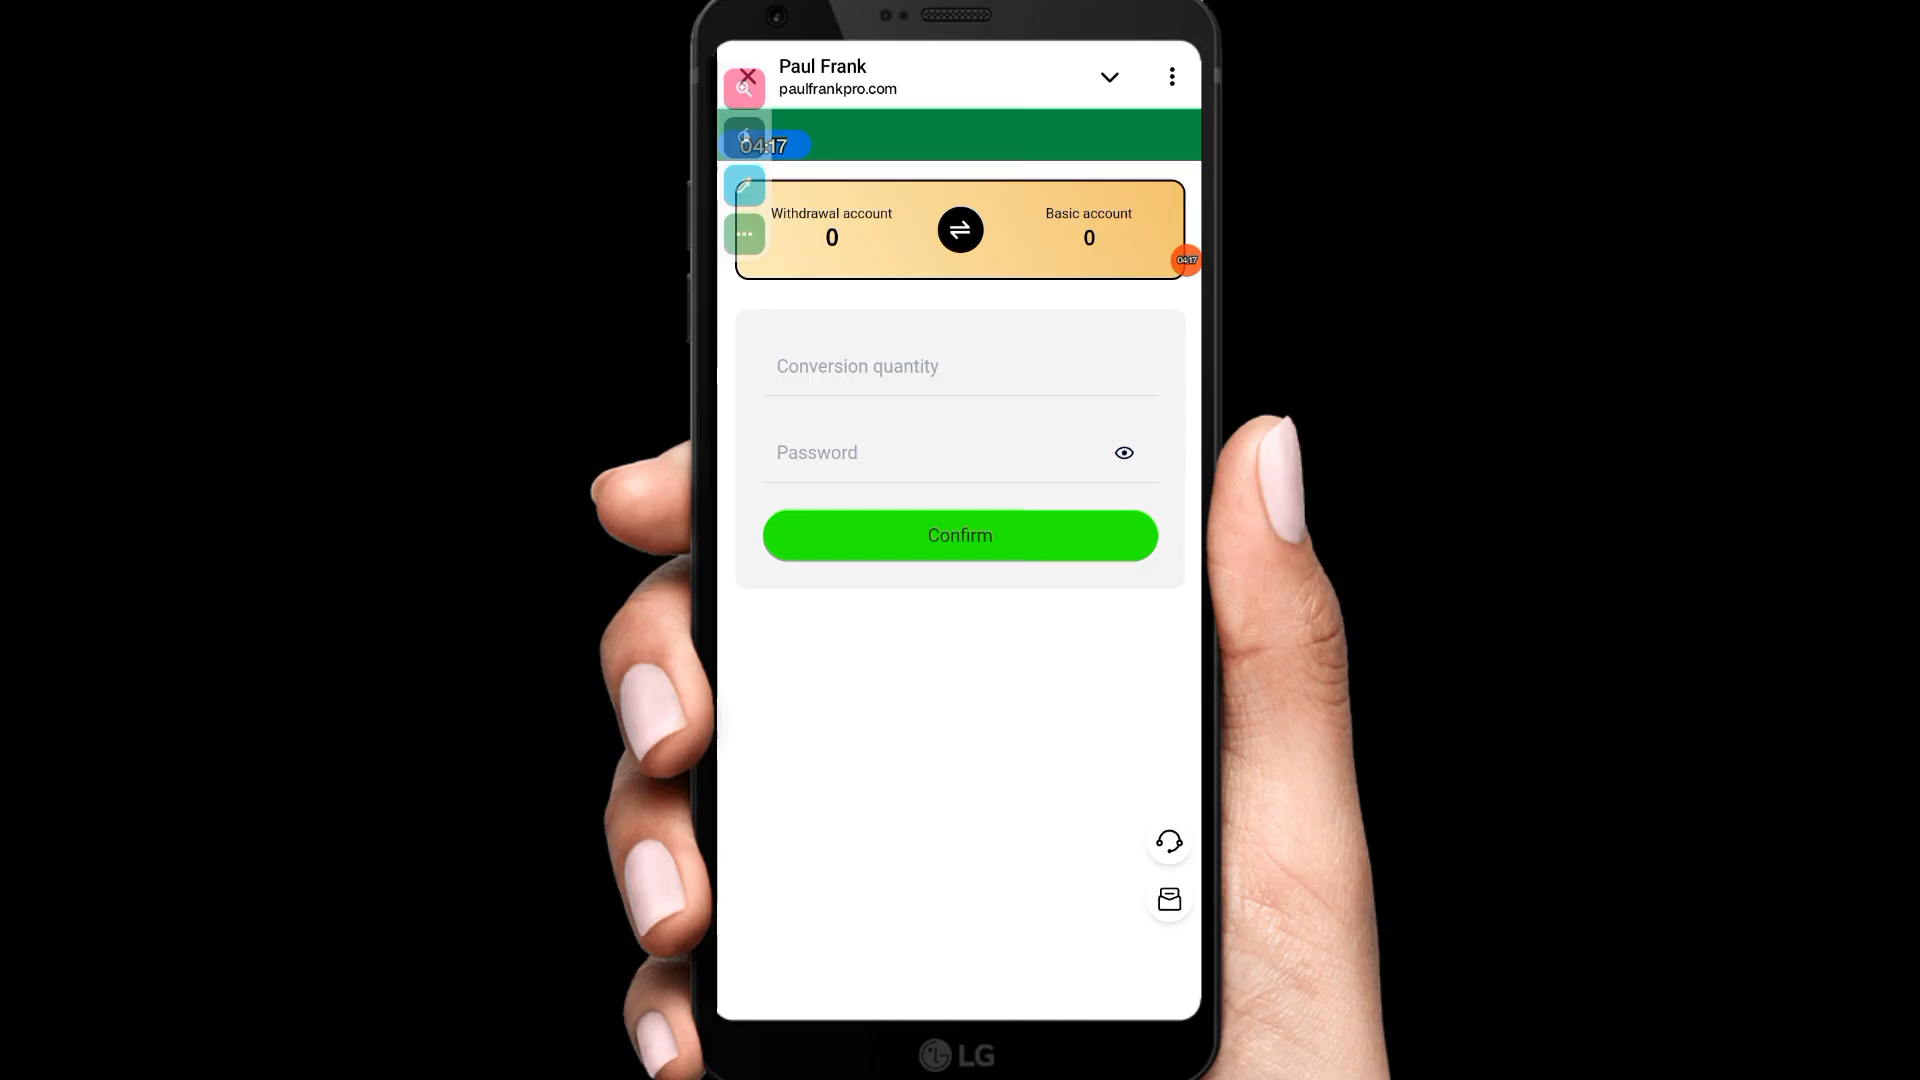 Paul Frank
paulfrankpro.com
04:17
Withdrawal account
0
Basic account
0
04:17
Conversion quantity
Password
Confirm
LG